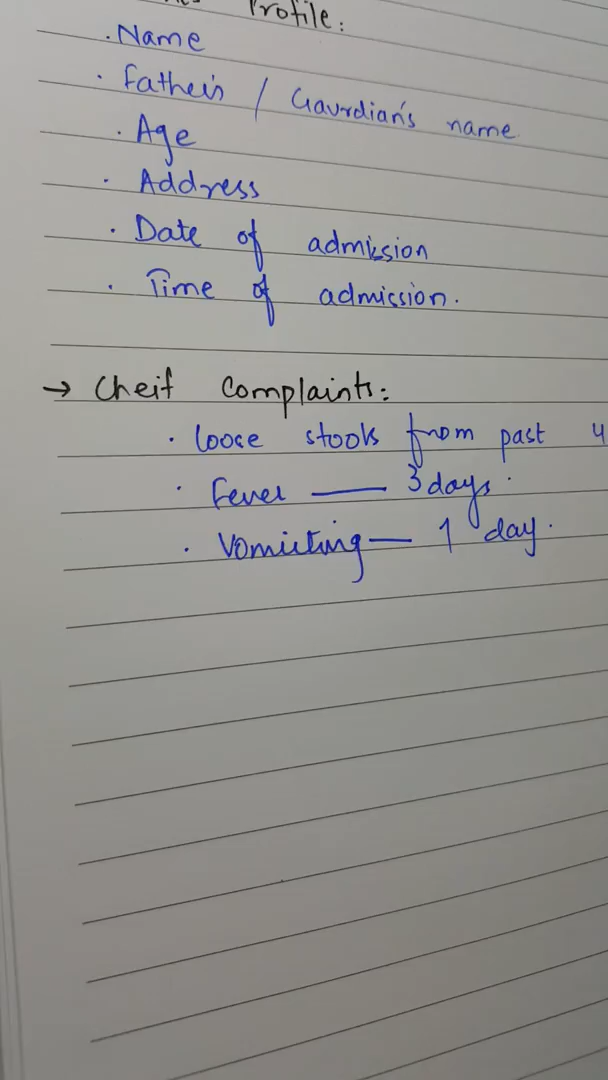 Profile:
. Name
. Father's / Gaurdian's name
. Age
. Address
. Date of admission
. Time of admission.
→ Cheif Complaints:
. loose stools from past 4
. Fever — 3 days.
. Vomiting — 1 day.